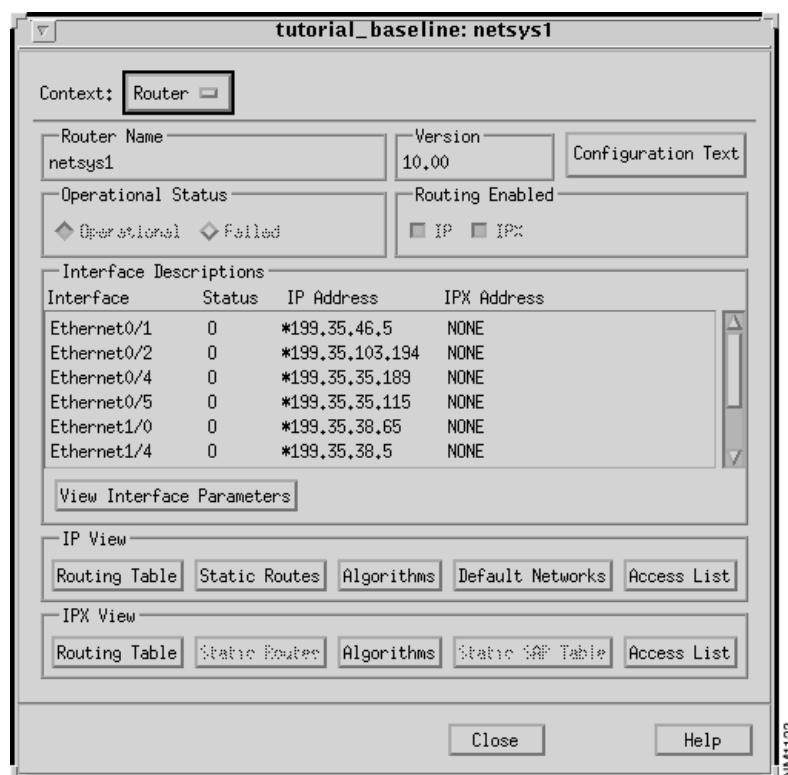 tutorial_baseline: netsys1
Context: Router
Router Name
netsys1
Version
10.00
Configuration Text
Operational Status
Operational Failed
Routing Enabled
IP IPX
Interface Descriptions
Interface Status IP Address IPX Address
Ethernet0/1 0 *199.35.46.5 NONE
Ethernet0/2 0 *199.35.103.194 NONE
Ethernet0/4 0 *199.35.35.189 NONE
Ethernet0/5 0 *199.35.35.115 NONE
Ethernet1/0 0 *199.35.38.65 NONE
Ethernet1/4 0 *199.35.38.5 NONE
View Interface Parameters
IP View
Routing Table Static Routes Algorithms Default Networks Access List
IPX View
Routing Table Static Routes Algorithms Static SAP Table Access List
Close Help